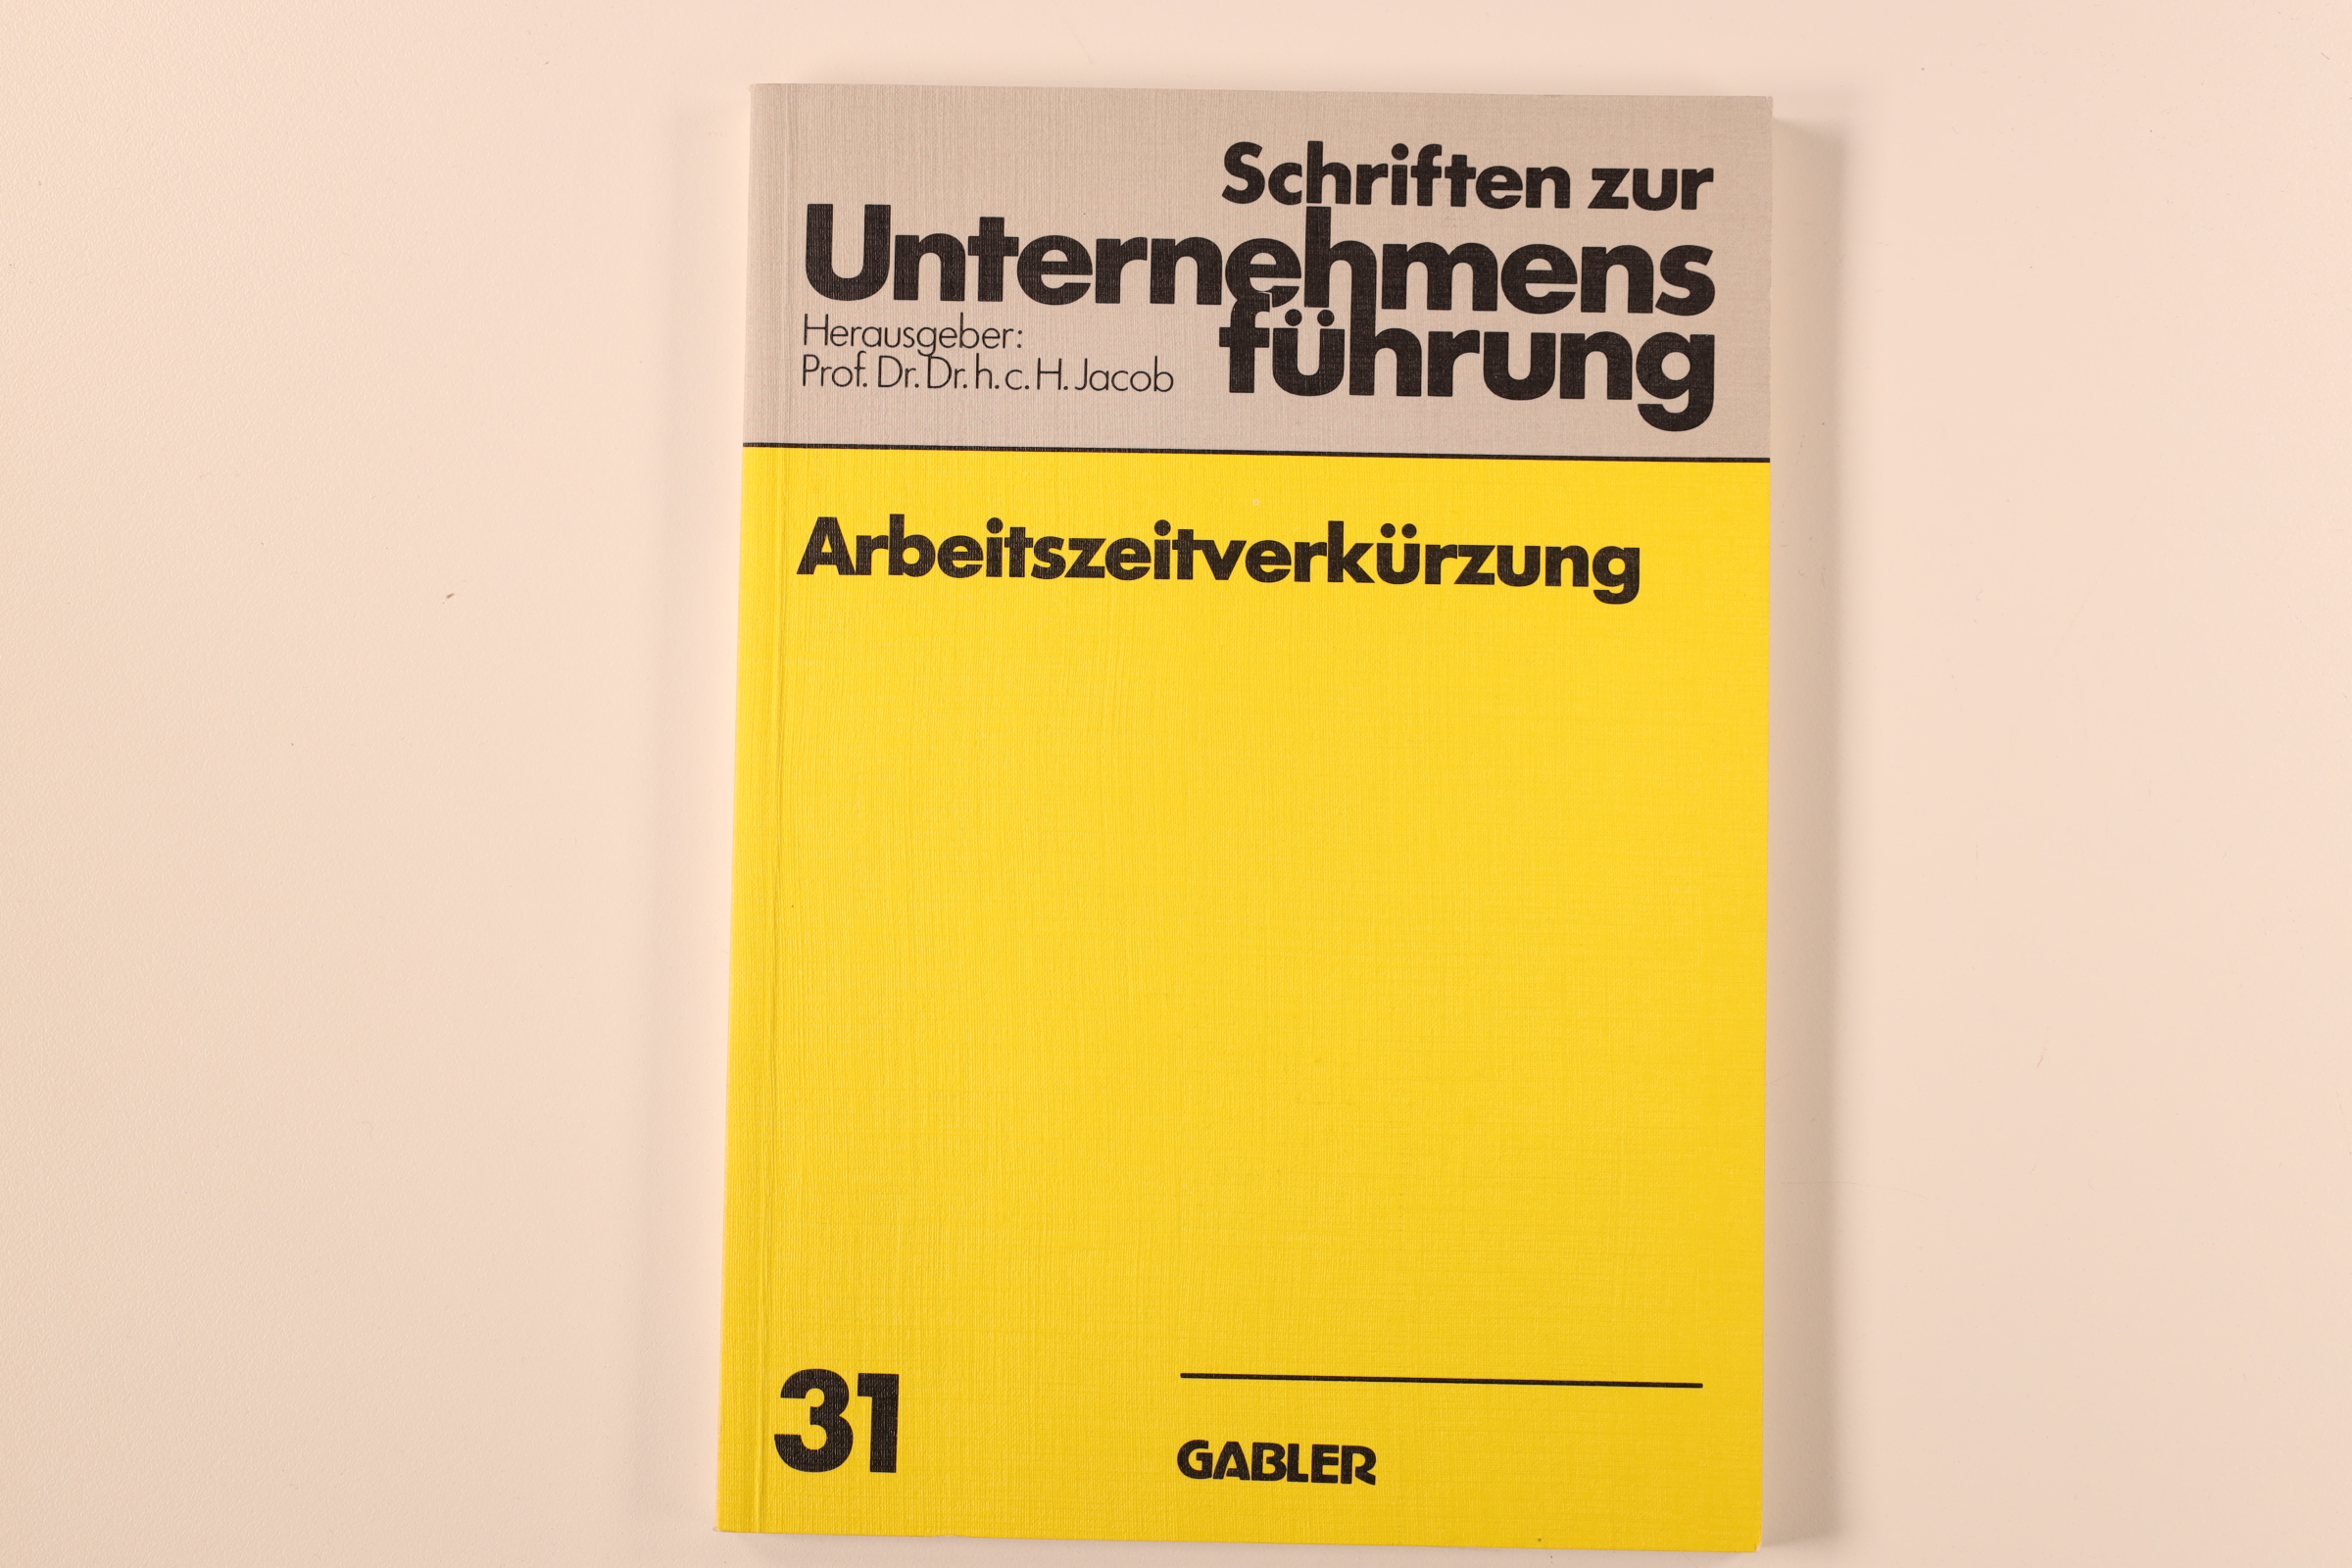 Schriften zur
Unternehmens
führung
Herausgeber:
Prof. Dr. Dr. h. c. H. Jacob
Arbeitszeitverkürzung
31
GABLER